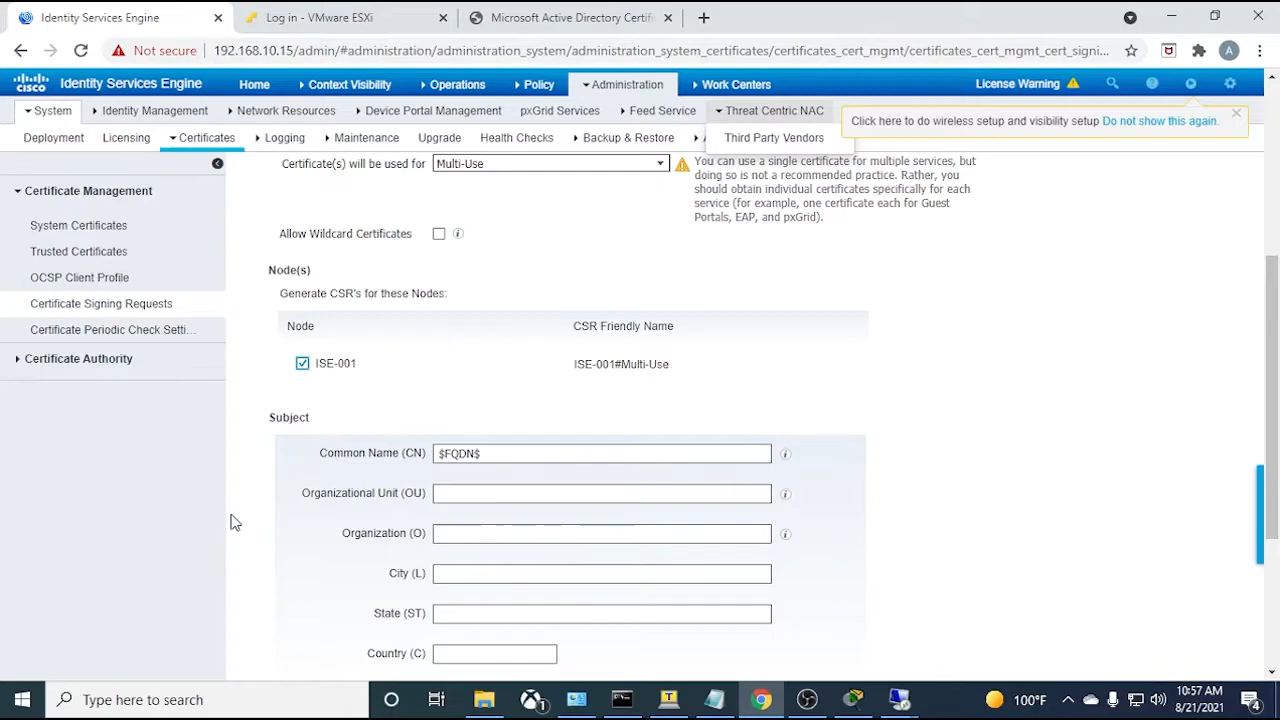 Identity Services Engine
Log in - VMware ESXi
Microsoft Active Directory Certif
Not secure
192.168.10.15/admin/#administration/administration_system/administration_system_certificates/certificates_cert_mgmt/certificates_cert_mgmt_cert_signi...
A
cisco Identity Services Engine
Home
Context Visibility
Operations
Policy
Administration
Work Centers
License Warning
System
Identity Management
Network Resources
Device Portal Management
pxGrid Services
Feed Service
Threat Centric NAC
Click here to do wireless setup and visibility setup Do not show this again.
Deployment
Licensing
Certificates
Logging
Maintenance
Upgrade
Health Checks
Backup & Restore
Third Party Vendors
Certificate Management
System Certificates
Trusted Certificates
OCSP Client Profile
Certificate Signing Requests
Certificate Periodic Check Setti...
Certificate Authority
Certificate(s) will be used for
Multi-Use
You can use a single certificate for multiple services, but
doing so is not a recommended practice. Rather, you
should obtain individual certificates specifically for each
service (for example, one certificate each for Guest
Portals, EAP, and pxGrid).
Allow Wildcard Certificates
Node(s)
Generate CSR's for these Nodes:
Node
CSR Friendly Name
ISE-001
ISE-001#Multi-Use
Subject
Common Name (CN)
$FQDN$
Organizational Unit (OU)
Organization (O)
City (L)
State (ST)
Country (C)
Type here to search
1
100°F
10:57 AM
8/21/2021
4